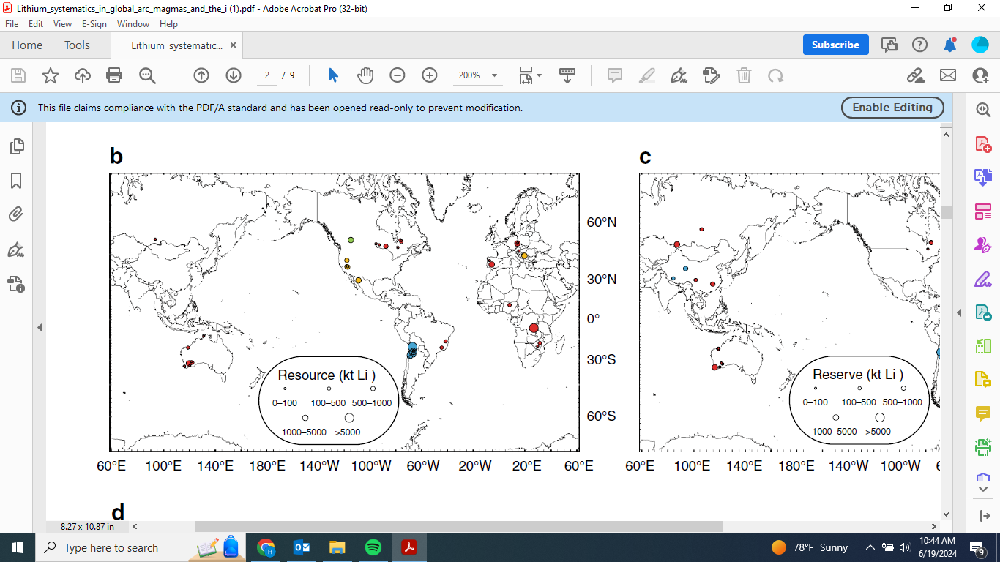 Lithium_systematics_in_global_arc_magmas_and_the_i (1).pdf - Adobe Acrobat Pro (32-bit)
File Edit View E-Sign Window Help
Home Tools Lithium_systematic... × Subscribe
2 / 9 200%
This file claims compliance with the PDF/A standard and has been opened read-only to prevent modification. Enable Editing
b
60°N
30°N
0°
30°S
60°S
Resource (kt Li )
0–100 100–500 500–1000
1000–5000 >5000
60°E 100°E 140°E 180°E 140°W 100°W 60°W 20°W 20°E 60°E
c
Reserve (kt Li )
0–100 100–500 500–1000
1000–5000 >5000
60°E 100°E 140°E 180°E 140°W 100°W 6
d
8.27 x 10.87 in
Type here to search
78°F Sunny
10:44 AM
6/19/2024
9